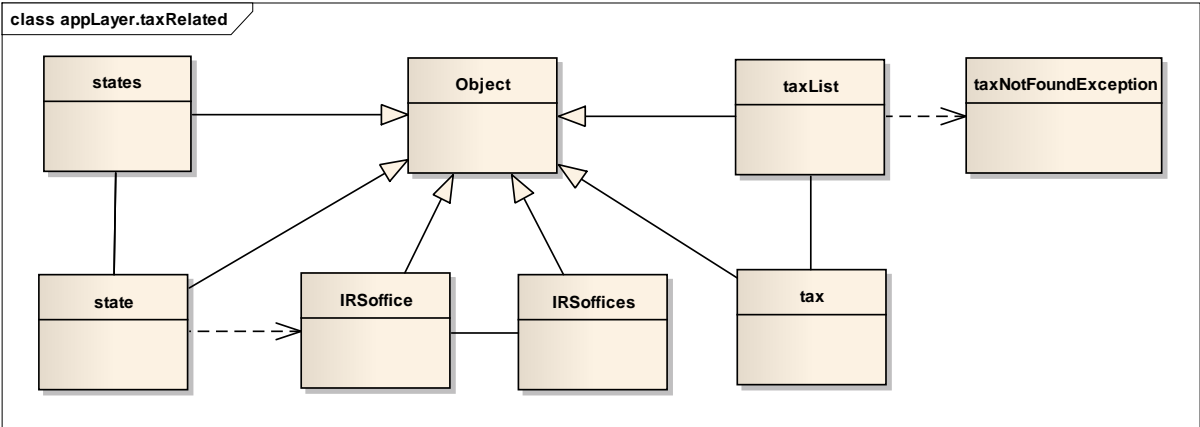 class appLayer.taxRelated
states
Object
taxList
taxNotFoundException
state
IRSoffice
IRSoffices
tax